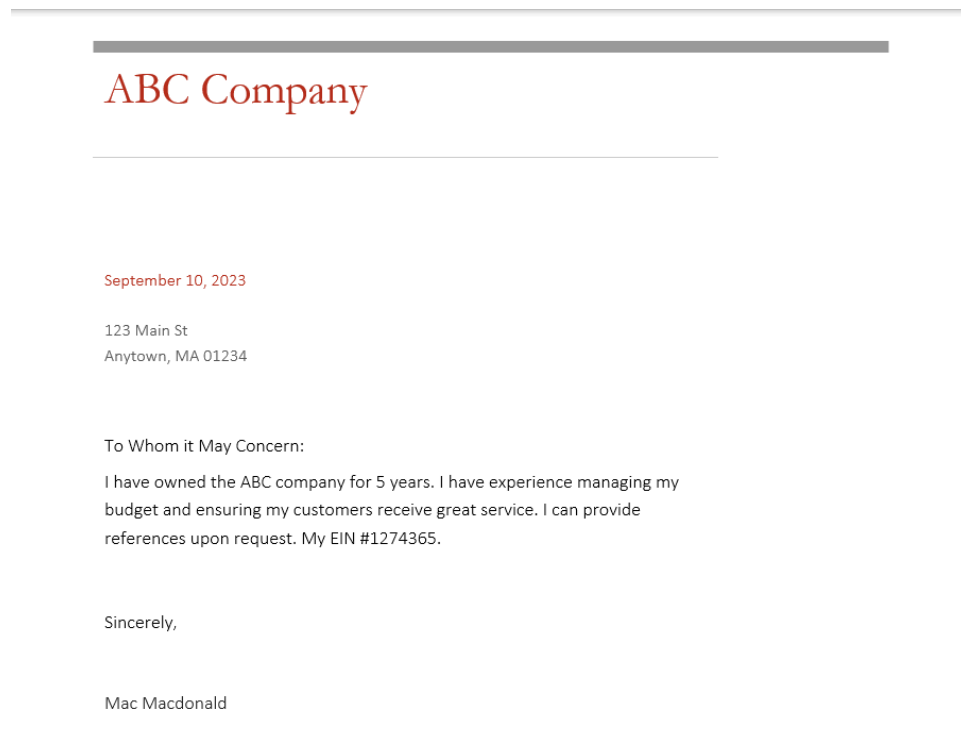 ABC Company
September 10, 2023
123 Main St
Anytown, MA 01234
To Whom it May Concern:
I have owned the ABC company for 5 years. I have experience managing my
budget and ensuring my customers receive great service. I can provide
references upon request. My EIN #1274365.
Sincerely,
Mac Macdonald